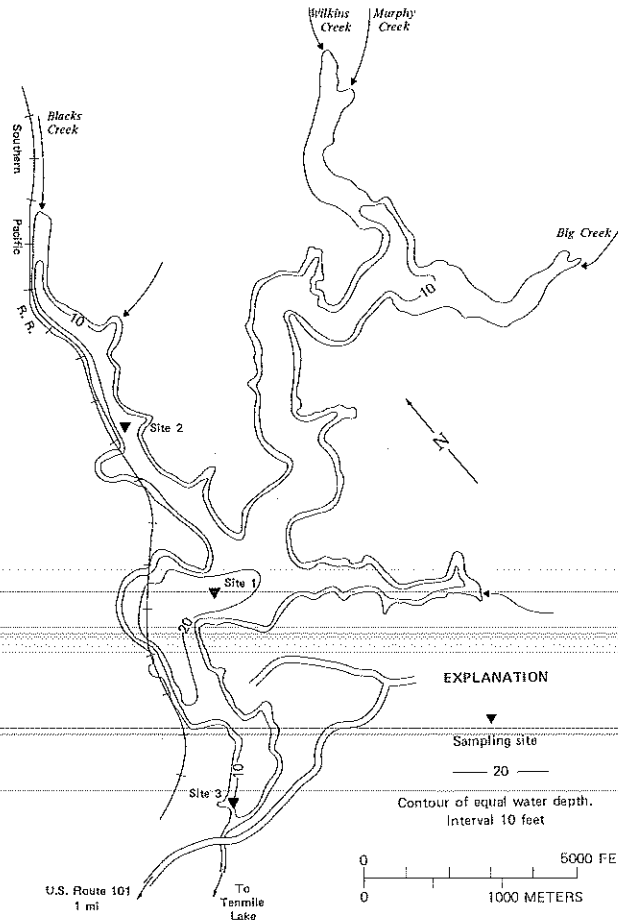 Wilkins
Creek
Murphy
Creek
Blacks
Creek
Southern
Pacific
R. R.
Big Creek
10
10
N
Site 2
Site 1
20
EXPLANATION
Sampling site
20
Contour of equal water depth.
Interval 10 feet
10
Site 3
0
5000 FE
0
1000 METERS
U.S. Route 101
1 mi
To
Tenmile
Lake